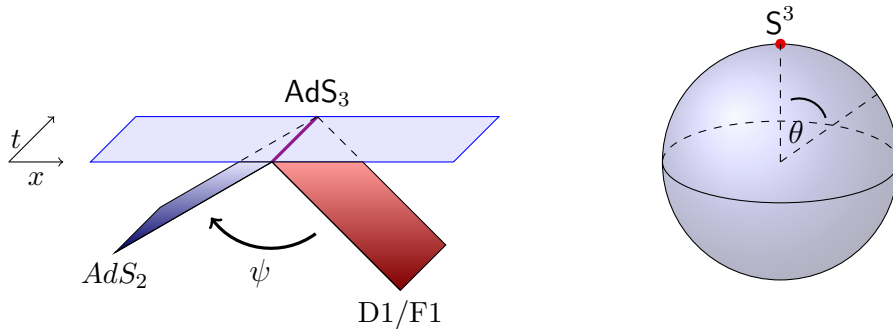 S³
AdS₃
t
x
θ
AdS₂
ψ
D1/F1